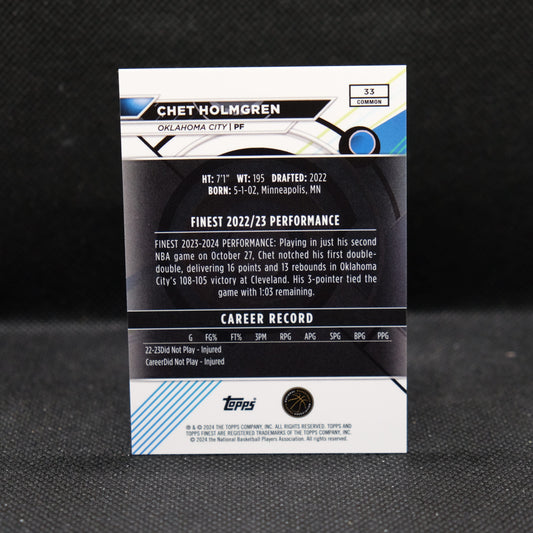 33
COMMON
CHET HOLMGREN
OKLAHOMA CITY | PF
HT: 7'1" WT: 195 DRAFTED: 2022
BORN: 5-1-02, Minneapolis, MN
FINEST 2022/23 PERFORMANCE
FINEST 2023-2024 PERFORMANCE: Playing in just his second
NBA game on October 27, Chet notched his first double-
double, delivering 16 points and 13 rebounds in Oklahoma
City's 108-105 victory at Cleveland. His 3-pointer tied the
game with 1:03 remaining.
CAREER RECORD
G FG% FT% 3PM RPG APG SPG BPG PPG
22-23Did Not Play - Injured
CareerDid Not Play - Injured
Topps
® & © 2024 THE TOPPS COMPANY, INC. ALL RIGHTS RESERVED. TOPPS AND
TOPPS FINEST ARE REGISTERED TRADEMARKS OF THE TOPPS COMPANY, INC.
© 2024 the National Basketball Players Association. All rights reserved.